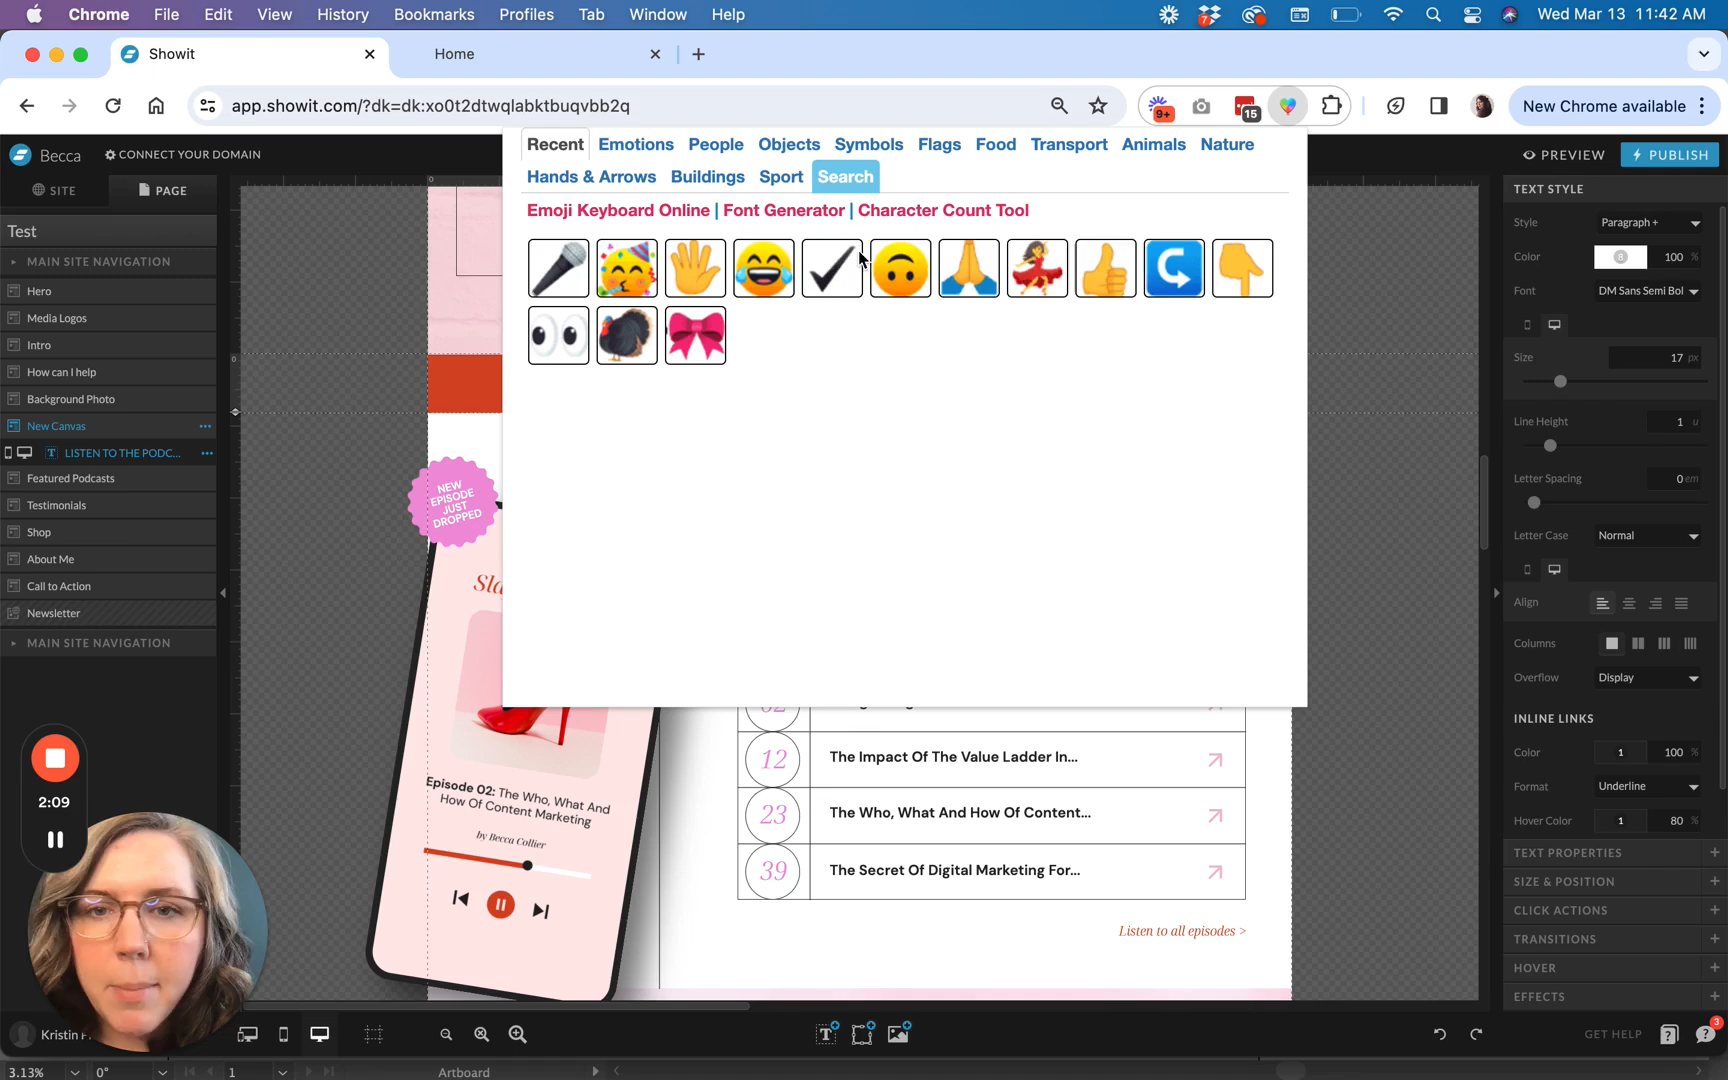 Chrome File Edit View History Bookmarks Profiles Tab Window Help
7
Wed Mar 13 11:42 AM
Showit
Home
app.showit.com/?dk=dk:xo0t2dtwqlabktbuqvbb2q
9+
15
New Chrome available
Becca
CONNECT YOUR DOMAIN
PREVIEW
PUBLISH
SITE
PAGE
Test
MAIN SITE NAVIGATION
Hero
Media Logos
Intro
How can I help
Background Photo
New Canvas
LISTEN TO THE PODC...
Featured Podcasts
Testimonials
Shop
About Me
Call to Action
Newsletter
MAIN SITE NAVIGATION
2:09
Kristin
0
0
Recent Emotions People Objects Symbols Flags Food Transport Animals Nature
Hands & Arrows Buildings Sport Search
Emoji Keyboard Online | Font Generator | Character Count Tool
NEW
EPISODE
JUST
DROPPED
Episode 02: The Who, What And
How Of Content Marketing
by Becca Collier
12
The Impact Of The Value Ladder In...
23
The Who, What And How Of Content...
39
The Secret Of Digital Marketing For...
Listen to all episodes >
TEXT STYLE
Style Paragraph +
Color 8 100 %
Font DM Sans Semi Bol
Size 17 px
Line Height 1 u
Letter Spacing 0 em
Letter Case Normal
Align
Columns
Overflow Display
INLINE LINKS
Color 1 100 %
Format Underline
Hover Color 1 80 %
TEXT PROPERTIES
SIZE & POSITION
CLICK ACTIONS
TRANSITIONS
HOVER
EFFECTS
GET HELP
3
3.13% 0° 1 Artboard